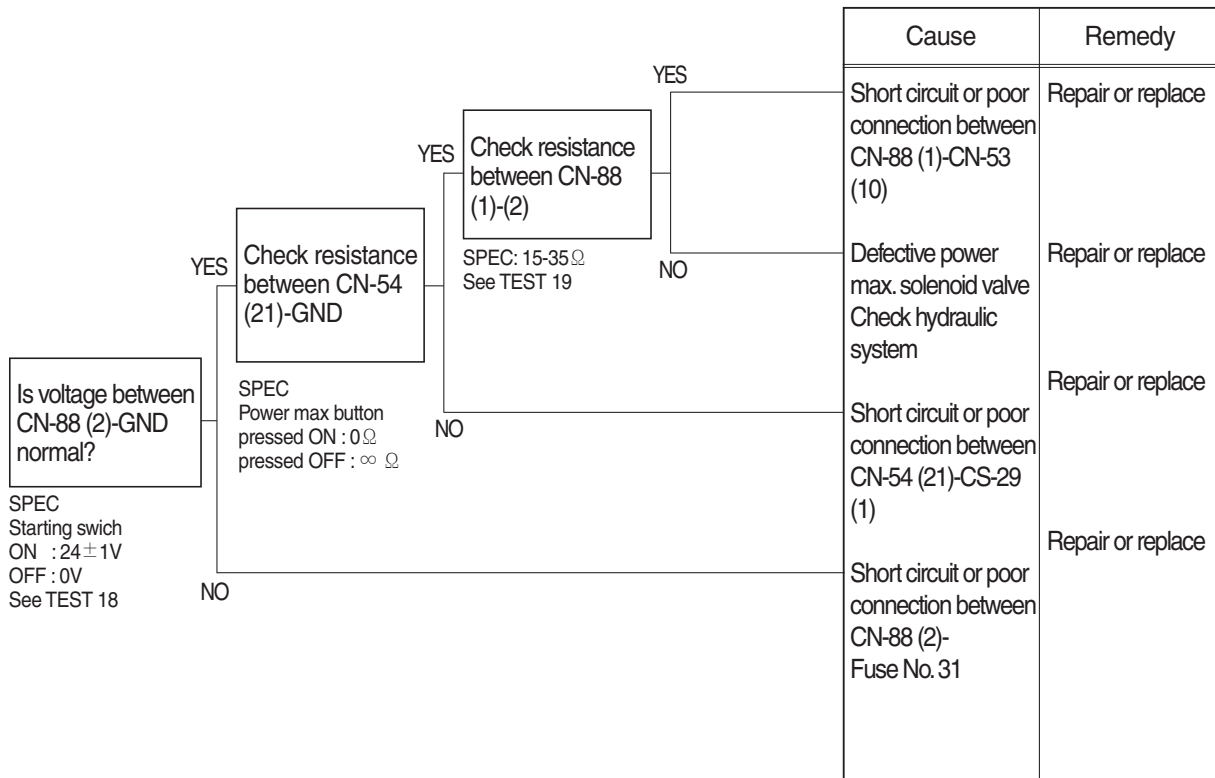 Cause
Remedy
YES
Short circuit or poor
connection between
CN-88 (1)-CN-53
(10)
Repair or replace
YES
Check resistance
between CN-88
(1)-(2)
SPEC: 15-35Ω
See TEST 19
NO
Defective power
max. solenoid valve
Check hydraulic
system
Repair or replace
YES
Check resistance
between CN-54
(21)-GND
SPEC
Power max button
pressed ON : 0Ω
pressed OFF : ∞ Ω
NO
Short circuit or poor
connection between
CN-54 (21)-CS-29
(1)
Repair or replace
Is voltage between
CN-88 (2)-GND
normal?
SPEC
Starting swich
ON : 24±1V
OFF : 0V
See TEST 18
NO
Short circuit or poor
connection between
CN-88 (2)-
Fuse No. 31
Repair or replace